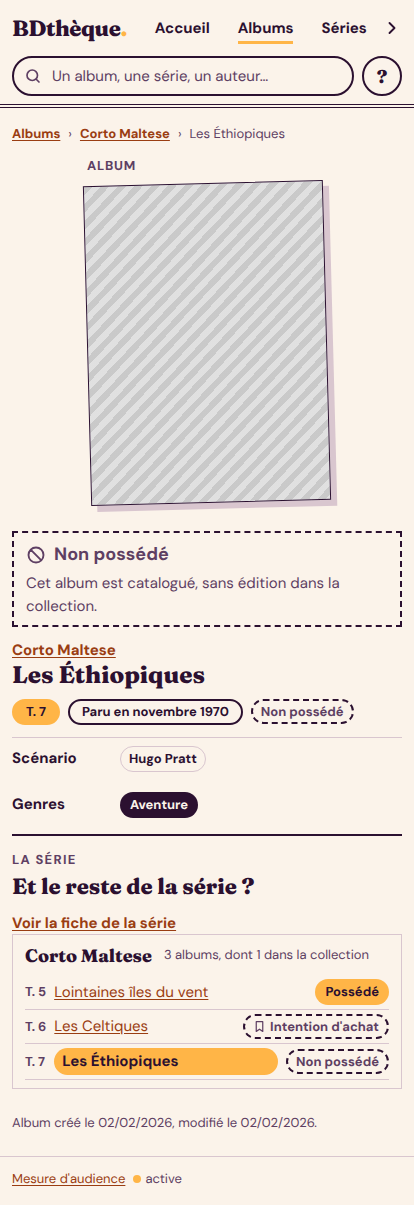 BDthèque.
Accueil Albums Séries
Un album, une série, un auteur…
?
Albums › Corto Maltese › Les Éthiopiques
ALBUM
Non possédé
Cet album est catalogué, sans édition dans la
collection.
Corto Maltese
Les Éthiopiques
T. 7 Paru en novembre 1970 Non possédé
Scénario Hugo Pratt
Genres Aventure
LA SÉRIE
Et le reste de la série ?
Voir la fiche de la série
Corto Maltese 3 albums, dont 1 dans la collection
T. 5 Lointaines îles du vent Possédé
T. 6 Les Celtiques Intention d'achat
T. 7 Les Éthiopiques Non possédé
Album créé le 02/02/2026, modifié le 02/02/2026.
Mesure d'audience active